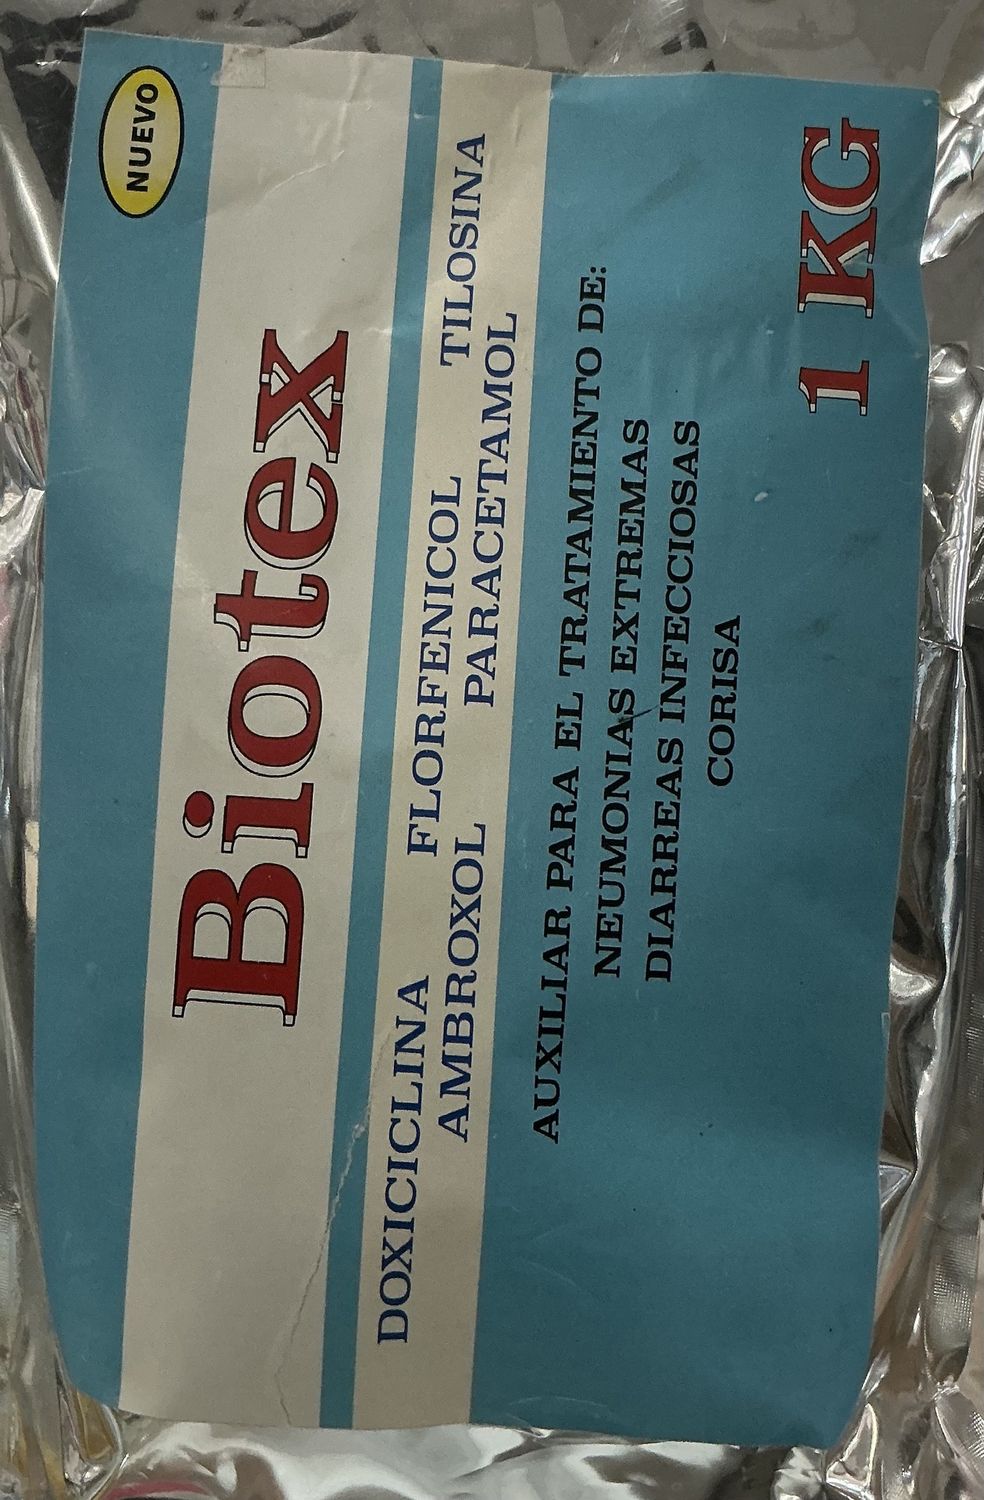 NUEVO
Biotex
DOXICICLINA FLORFENICOL TILOSINA
AMBROXOL PARACETAMOL
AUXILIAR PARA EL TRATAMIENTO DE:
NEUMONIAS EXTREMAS
DIARREAS INFECCIOSAS
CORISA
1 KG